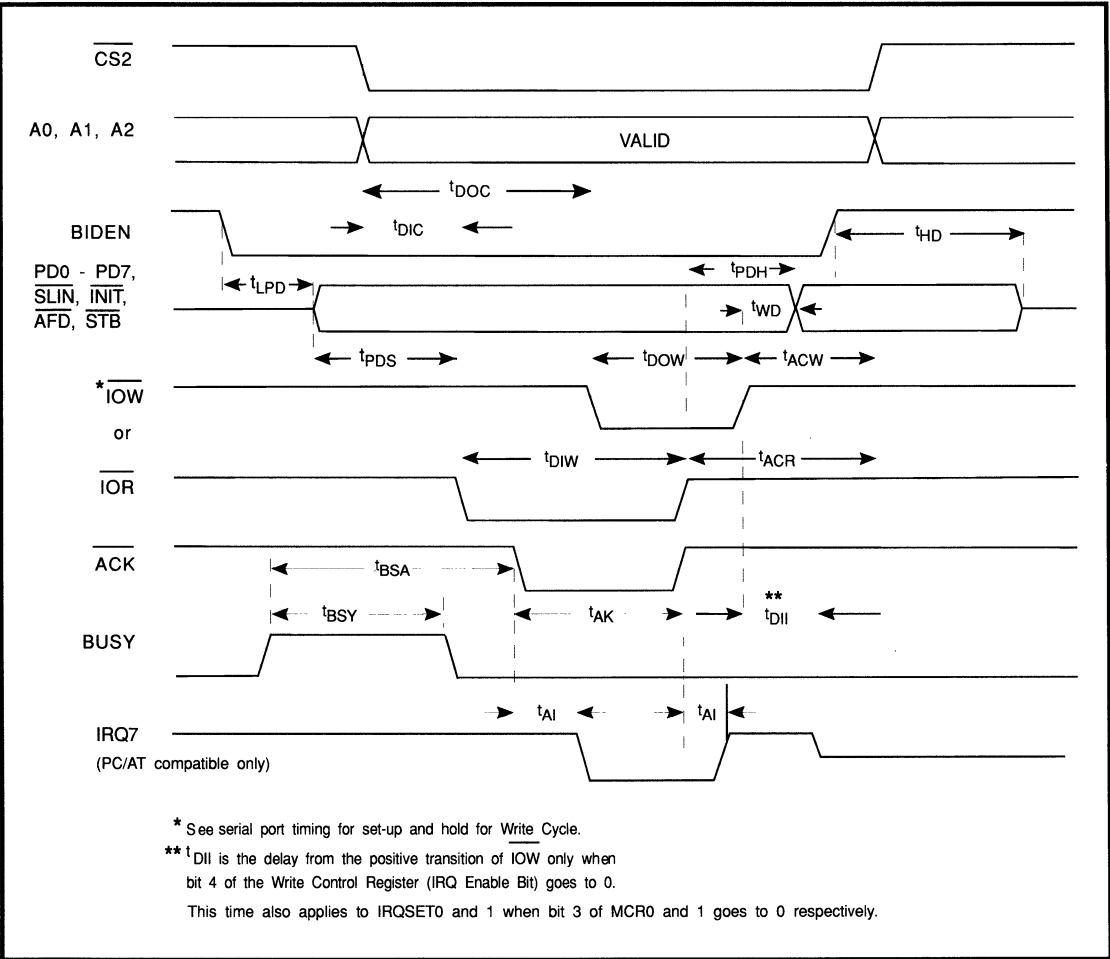 CS2
A0, A1, A2
VALID
tDOC
BIDEN
tDIC
tHD
PD0 - PD7,
SLIN, INIT,
AFD, STB
tLPD
tPDH
tWD
tPDS
tDOW
tACW
*IOW
or
tDIW
tACR
IOR
ACK
tBSA
**
tBSY
tAK
tDII
BUSY
tAI
tAI
IRQ7
(PC/AT compatible only)
* See serial port timing for set-up and hold for Write Cycle.
** tDII is the delay from the positive transition of IOW only when
bit 4 of the Write Control Register (IRQ Enable Bit) goes to 0.
This time also applies to IRQSET0 and 1 when bit 3 of MCR0 and 1 goes to 0 respectively.